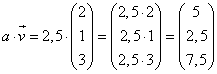 a · v⃗ = 2,5 · (2 1 3) = (2,5 · 2 2,5 · 1 2,5 · 3) = (5 2,5 7,5)